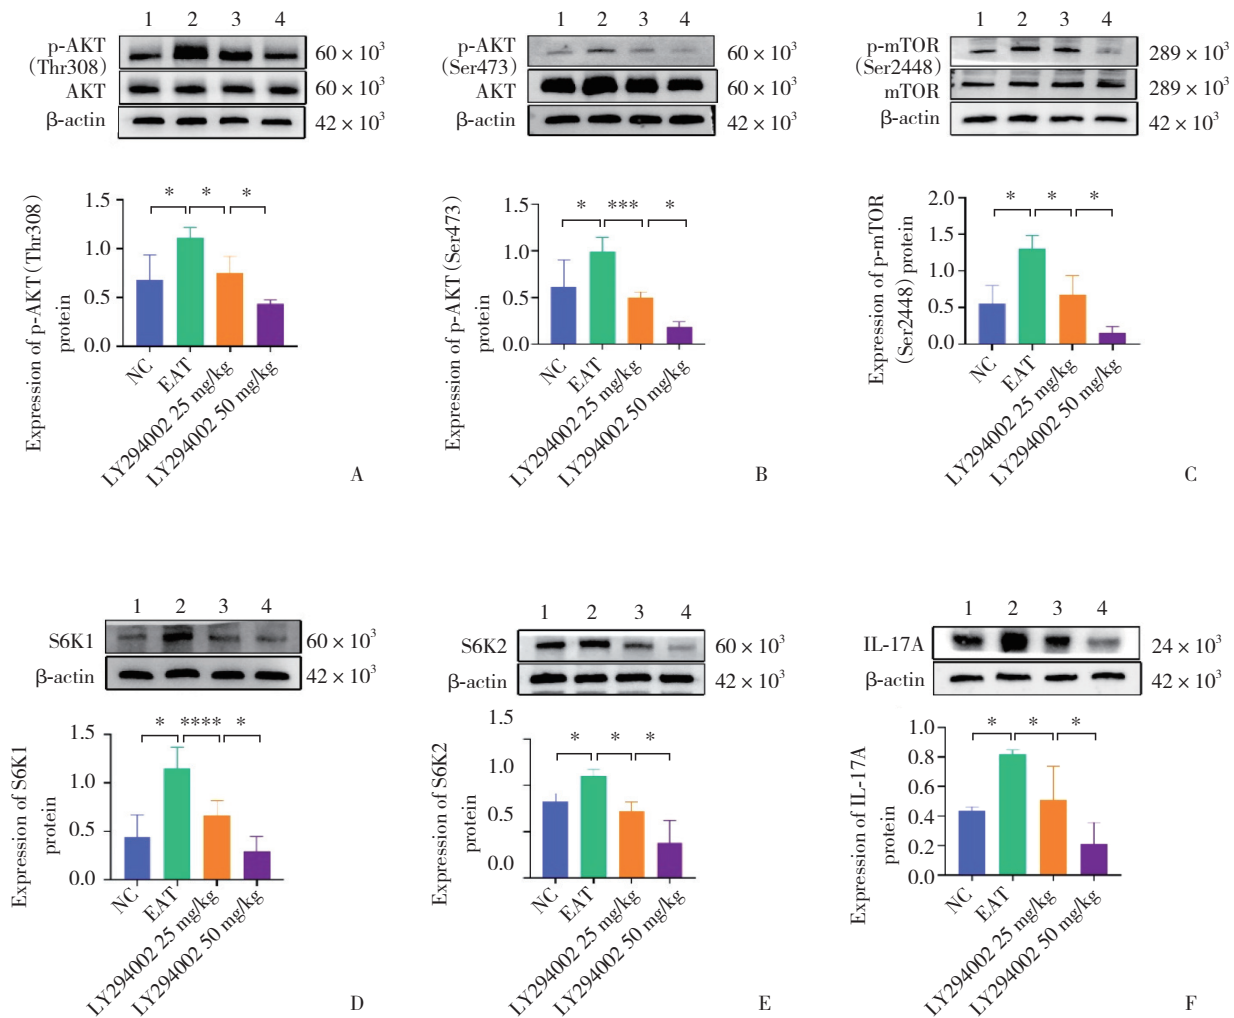 1 2 3 4
p-AKT
(Thr308)
60 × 10³
AKT
60 × 10³
β-actin
42 × 10³
Expression of p-AKT (Thr308)
protein
1.5
1.0
0.5
0.0
* * *
NC
EAT
LY294002 25 mg/kg
LY294002 50 mg/kg
A
1 2 3 4
p-AKT
(Ser473)
60 × 10³
AKT
60 × 10³
β-actin
42 × 10³
Expression of p-AKT (Ser473)
protein
1.5
1.0
0.5
0.0
* *** *
NC
EAT
LY294002 25 mg/kg
LY294002 50 mg/kg
B
1 2 3 4
p-mTOR
(Ser2448)
289 × 10³
mTOR
289 × 10³
β-actin
42 × 10³
Expression of p-mTOR
(Ser2448) protein
2.0
1.5
1.0
0.5
0.0
* * *
NC
EAT
LY294002 25 mg/kg
LY294002 50 mg/kg
C
1 2 3 4
S6K1
60 × 10³
β-actin
42 × 10³
Expression of S6K1
protein
1.5
1.0
0.5
0.0
* **** *
NC
EAT
LY294002 25 mg/kg
LY294002 50 mg/kg
D
1 2 3 4
S6K2
60 × 10³
β-actin
42 × 10³
Expression of S6K2
protein
1.5
1.0
0.5
0.0
* * *
NC
EAT
LY294002 25 mg/kg
LY294002 50 mg/kg
E
1 2 3 4
IL-17A
24 × 10³
β-actin
42 × 10³
Expression of IL-17A
protein
1.0
0.8
0.6
0.4
0.2
0.0
* * *
NC
EAT
LY294002 25 mg/kg
LY294002 50 mg/kg
F